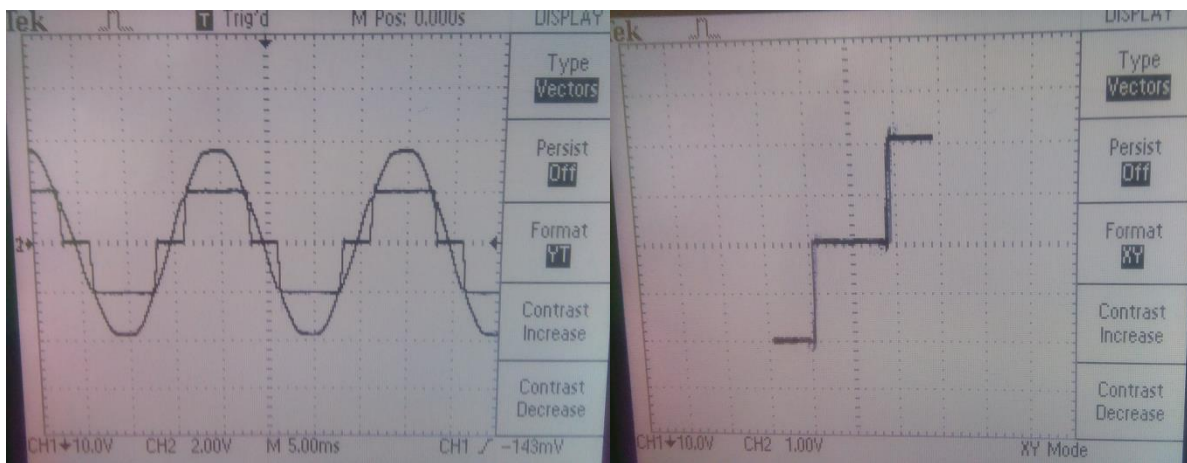 Tek T Trig'd M Pos: 0.000s DISPLAY
Type
Vectors
Persist
Off
Format
YT
Contrast
Increase
Contrast
Decrease
CH1 10.0V CH2 2.00V M 5.00ms CH1 -143mV
Tek DISPLAY
Type
Vectors
Persist
Off
Format
XY
Contrast
Increase
Contrast
Decrease
CH1 10.0V CH2 1.00V XY Mode